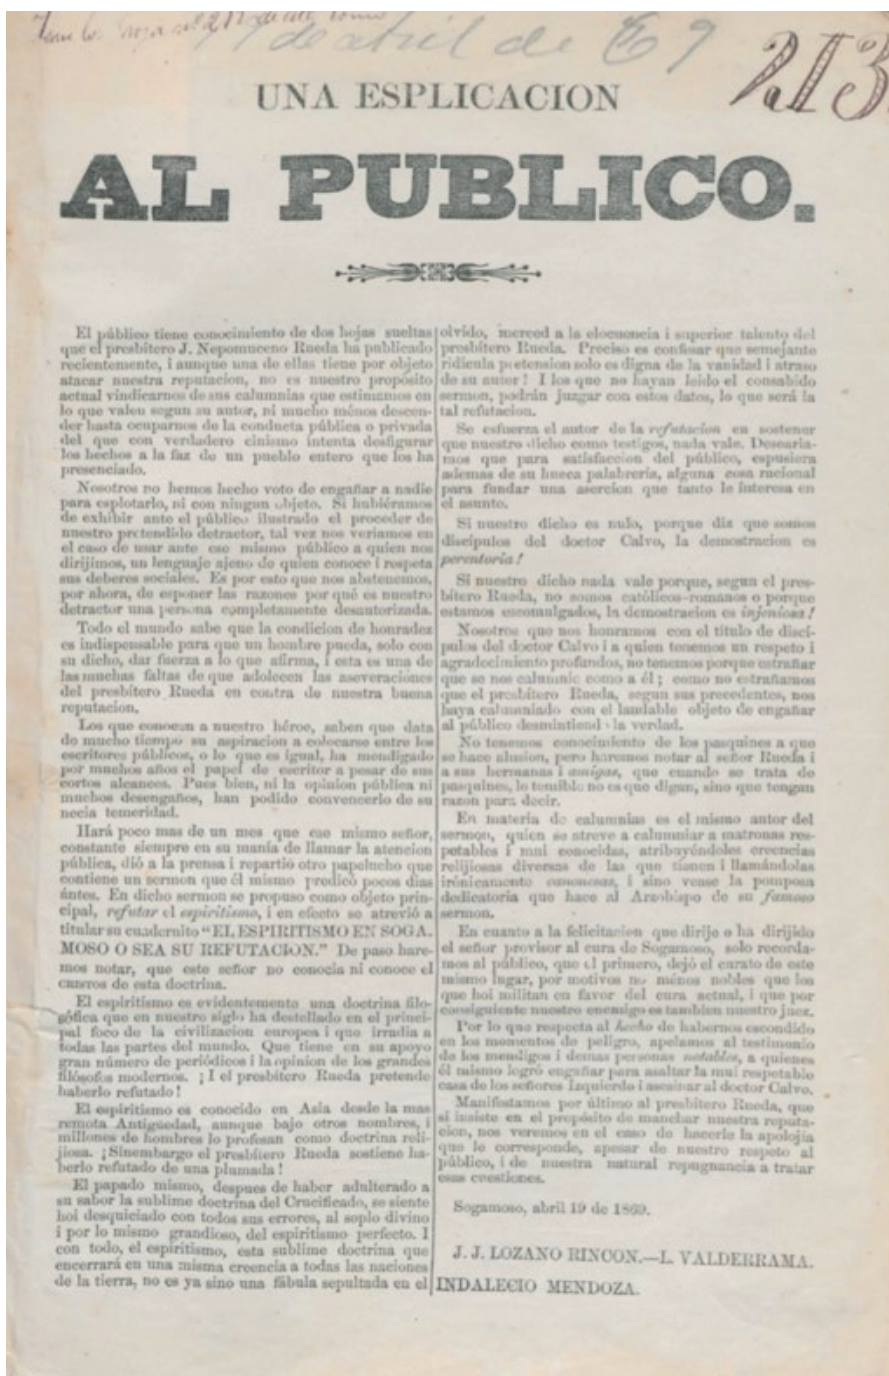 de abril de 69
213
UNA ESPLICACION
AL PUBLICO.
El público tiene conocimiento de dos hojas sueltas
que el presbítero J. Nepomuceno Rueda ha publicado
recientemente, i aunque una de ellas tiene por objeto
atacar nuestra reputacion, no es nuestro propósito
actual vindicarnos de sus calumnias que estimamos en
lo que valen segun su autor, ni mucho ménos descen-
der hasta ocuparnos de la conducta pública o privada
del que con verdadero cinismo intenta desfigurar
los hechos a la faz de un pueblo entero que los ha
presenciado.
Nosotros no hemos hecho voto de engañar a nadie
para esplotarlo, ni con ningun objeto. Si hubiéramos
de exhibir ante el público ilustrado el proceder de
nuestro pretendido detractor, tal vez nos veriamos en
el caso de usar ante ese mismo público a quien nos
dirijimos, un lenguaje ajeno de quien conoce i respeta
sus deberes sociales. Es por esto que nos abstenemos,
por ahora, de esponer las razones por qué es nuestro
detractor una persona completamente desautorizada.
Todo el mundo sabe que la condicion de honradez
es indispensable para que un hombre pueda, solo con
su dicho, dar fuerza a lo que afirma, i esta es una de
las muchas faltas de que adolecen las aseveraciones
del presbítero Rueda en contra de nuestra buena
reputacion.
Los que conocen a nuestro héroe, saben que data
de mucho tiempo su aspiracion a colocarse entre los
escritores públicos, o lo que es igual, ha mendigado
por muchos años el papel de escritor a pesar de sus
cortos alcances. Pues bien, ni la opinion pública ni
muchos desengaños, han podido convencerlo de su
necia temeridad.
Hará poco mas de un mes que ese mismo señor,
constante siempre en su manía de llamar la atencion
pública, dió a la prensa i repartió otro papelucho que
contiene un sermon que él mismo predicó pocos dias
ántes. En dicho sermon se propuso como objeto prin-
cipal, refutar el espiritismo, i en efecto se atrevió a
titular su cuadernito "EL ESPIRITISMO EN SOGA.
MOSO O SEA SU REFUTACION." De paso hare-
mos notar, que este señor no conocia ni conoce el
cuerpo de esta doctrina.
El espiritismo es evidentemente una doctrina filo-
sófica que en nuestro siglo ha destellado en el princi-
pal foco de la civilizacion europea i que irradia a
todas las partes del mundo. Que tiene en su apoyo
gran número de periódicos i la opinion de los grandes
filósofos modernos. ¡I el presbítero Rueda pretende
haberlo refutado!
El espiritismo es conocido en Asia desde la mas
remota Antigüedad, aunque bajo otros nombres, i
millones de hombres lo profesan como doctrina reli-
jiosa. ¡Sinembargo el presbítero Rueda sostiene ha-
berlo refutado de una plumada!
El papado mismo, despues de haber adulterado a
su sabor la sublime doctrina del Crucificado, se siente
hoi desquiciado con todos sus errores, al soplo divino
i por lo mismo grandioso, del espiritismo perfecto. I
con todo, el espiritismo, esta sublime doctrina que
encerrará en una misma creencia a todas las naciones
de la tierra, no es ya sino una fábula sepultada en el
olvido, merced a la elocuencia i superior talento del
presbítero Rueda. Preciso es confesar que semejante
ridícula pretension solo es digna de la vanidad i atraso
de su autor! I los que no hayan leido el consabido
sermon, podrán juzgar con estos datos, lo que será la
tal refutacion.
Se esfuerza el autor de la refutacion en sostener
que nuestro dicho como testigos, nada vale. Desearia-
mos que para satisfaccion del público, espusiera
ademas de su hueca palabrería, alguna cosa racional
para fundar una asercion que tanto le interesa en
el asunto.
Si nuestro dicho es nulo, porque diz que somos
discípulos del doctor Calvo, la demostracion es
perentoria!
Si nuestro dicho nada vale porque, segun el pres-
bítero Rueda, no somos católicos-romanos o porque
estamos escomulgados, la demostracion es injeniosa!
Nosotros que nos honramos con el título de discí-
pulos del doctor Calvo i a quien tenemos un respeto i
agradecimiento profundos, no tenemos porque estrañar
que se nos calumnie como a él; como no estrañamos
que el presbítero Rueda, segun sus precedentes, nos
haya calumniado con el laudable objeto de engañar
al público desmintiendo la verdad.
No tenemos conocimiento de los pasquines a que
se hace alusion, pero haremos notar al señor Rueda i
a sus hermanas i amigas, que cuando se trata de
pasquines, lo temible no es que digan, sino que tengan
razon para decir.
En materia de calumnias es el mismo autor del
sermon, quien se atreve a calumniar a matronas res-
petables i mui conocidas, atribuyéndoles creencias
relijiosas diversas de las que tienen i llamándolas
irónicamente canonesas, i sino vease la pomposa
dedicatoria que hace al Arzobispo de su famoso
sermon.
En cuanto a la felicitacion que dirije o ha dirijido
el señor provisor al cura de Sogamoso, solo recorda-
mos al público, que el primero, dejó el curato de este
mismo lugar, por motivos no ménos nobles que los
que hoi militan en favor del cura actual, i que por
consiguiente nuestro enemigo es tambien nuestro juez.
Por lo que respecta al hecho de habernos escondido
en los momentos de peligro, apelamos al testimonio
de los mendigos i demas personas notables, a quienes
él mismo logró engañar para asaltar la mui respetable
casa de los señores Izquierdo i asesinar al doctor Calvo.
Manifestamos por último al presbítero Rueda, que
si insiste en el propósito de manchar nuestra reputa-
cion, nos veremos en el caso de hacerle la apolojía
que le corresponde, apesar de nuestro respeto al
público, i de nuestra natural repugnancia a tratar
esas cuestiones.
Sogamoso, abril 19 de 1869.
J. J. LOZANO RINCON.—L. VALDERRAMA.
INDALECIO MENDOZA.